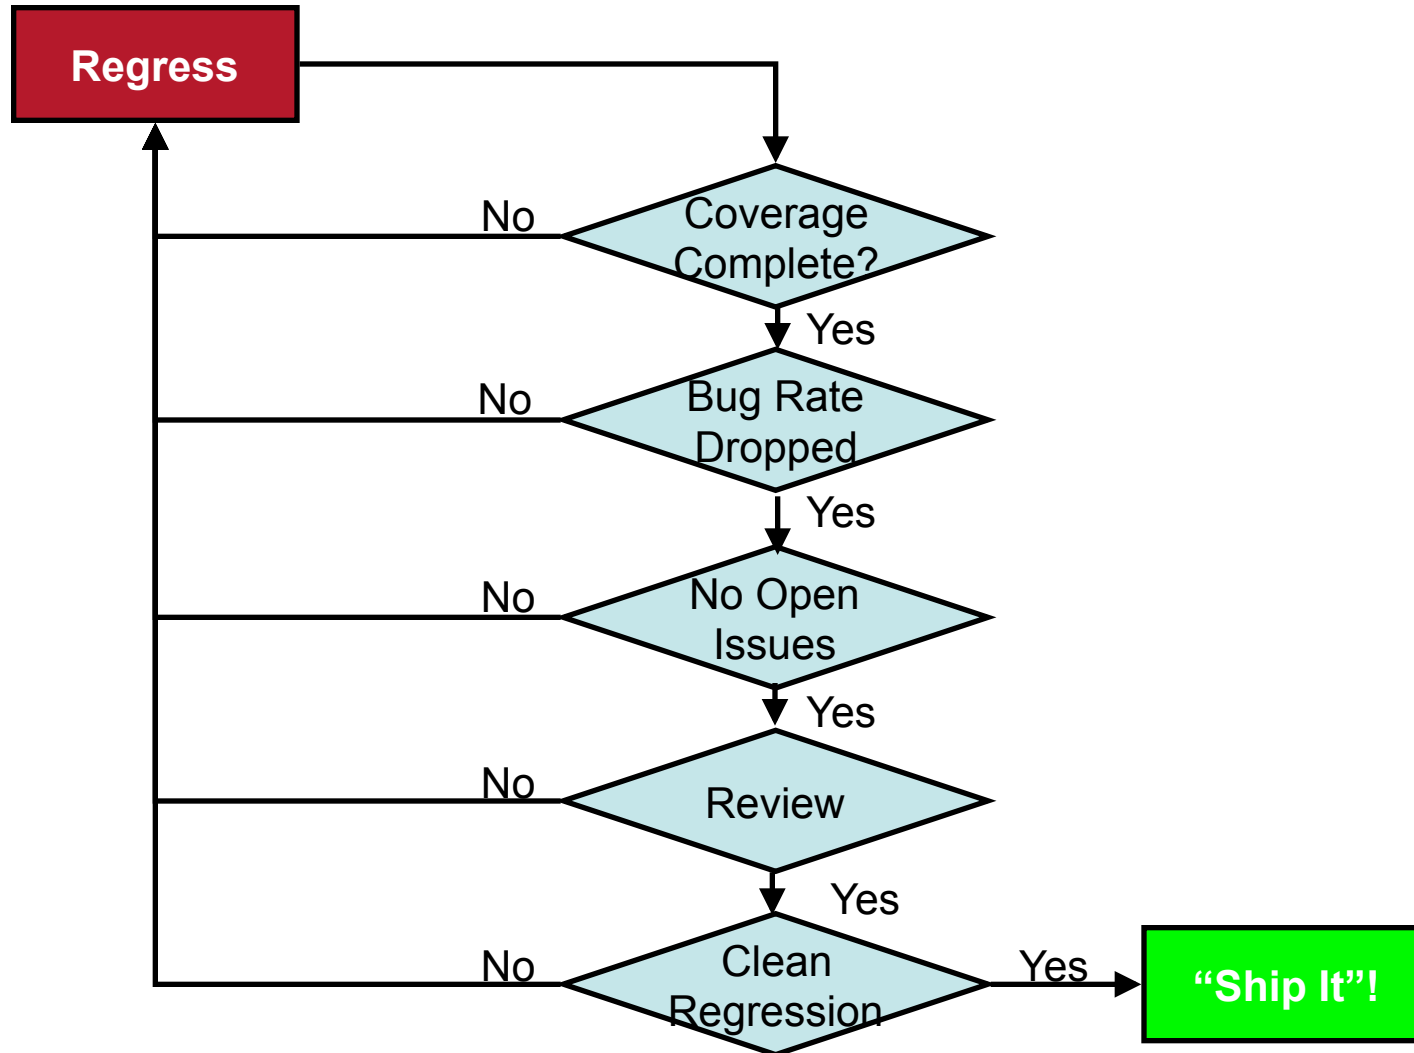 Regress
No
Coverage
Complete?
Yes
No
Bug Rate
Dropped
Yes
No
No Open
Issues
Yes
No
Review
Yes
No
Clean
Regression
Yes
“Ship It”!